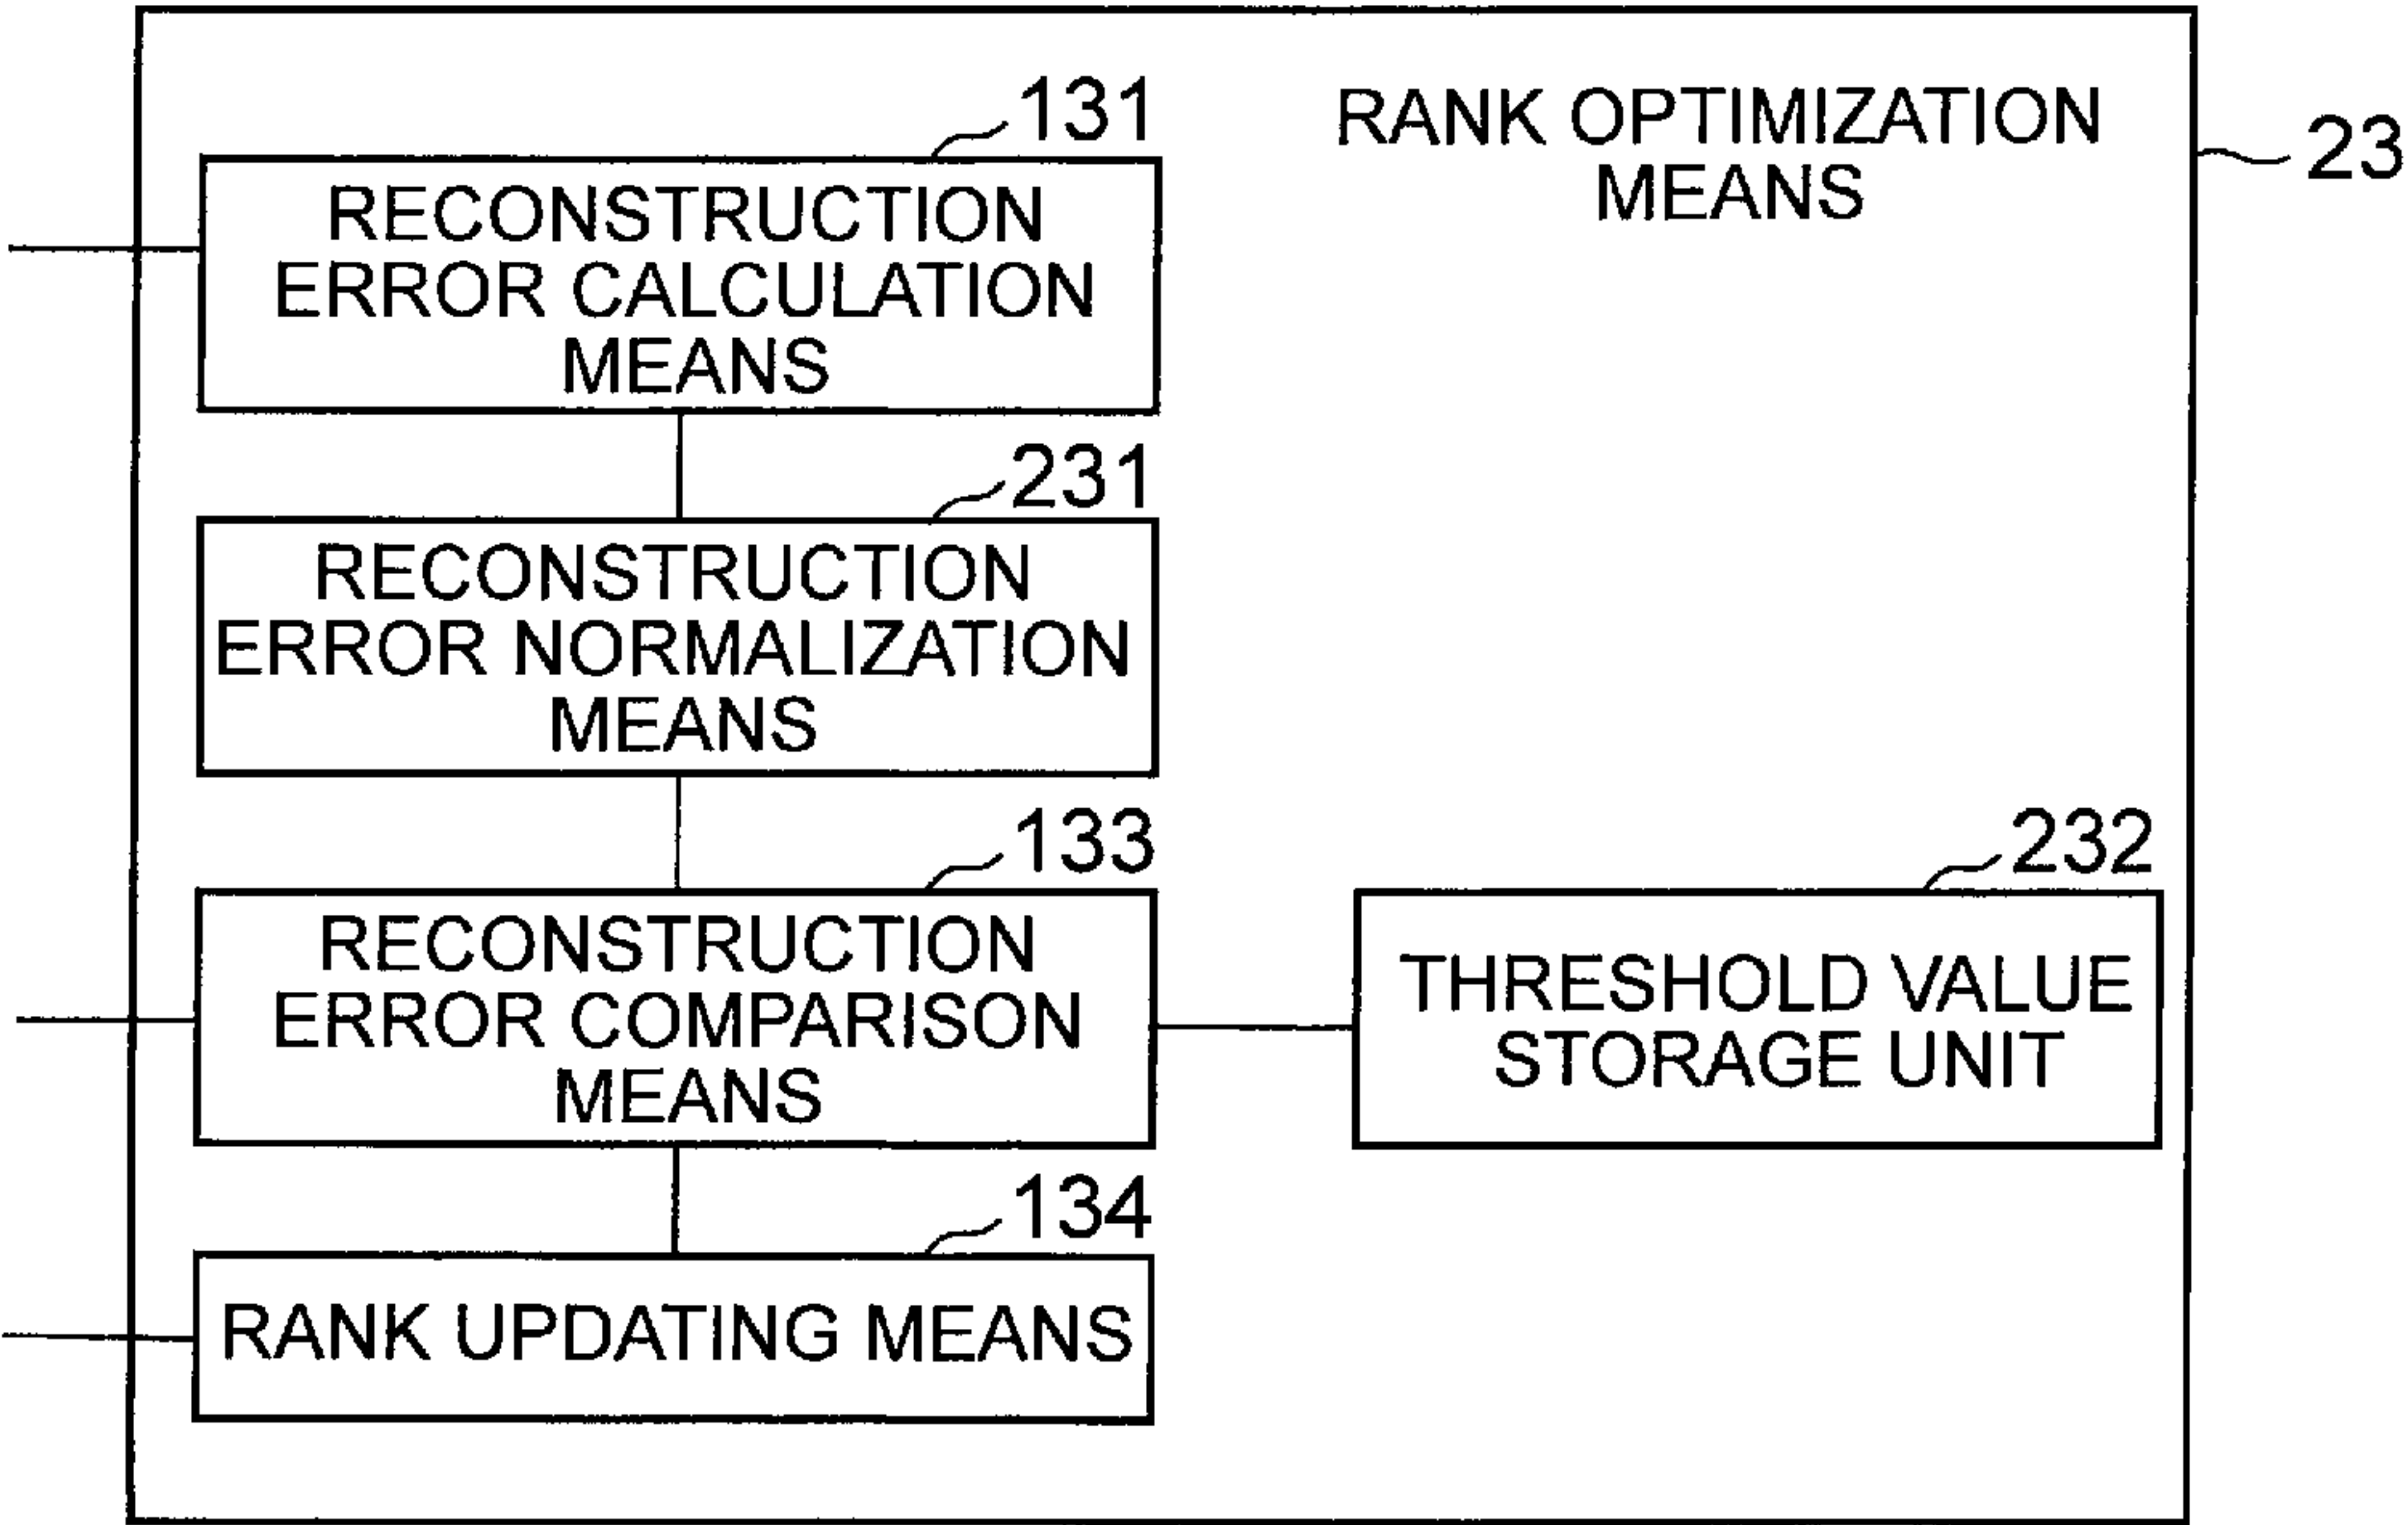 RANK OPTIMIZATION
MEANS
23
131
RECONSTRUCTION
ERROR CALCULATION
MEANS
231
RECONSTRUCTION
ERROR NORMALIZATION
MEANS
133
RECONSTRUCTION
ERROR COMPARISON
MEANS
232
THRESHOLD VALUE
STORAGE UNIT
134
RANK UPDATING MEANS